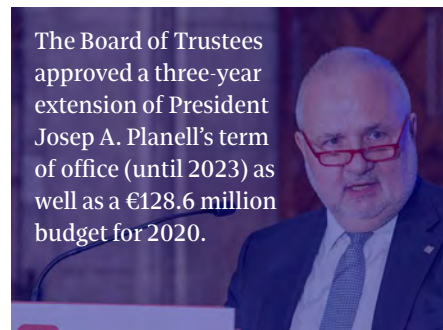 The Board of Trustees
approved a three-year
extension of President
Josep A. Planell’s term
of office (until 2023) as
well as a €128.6 million
budget for 2020.